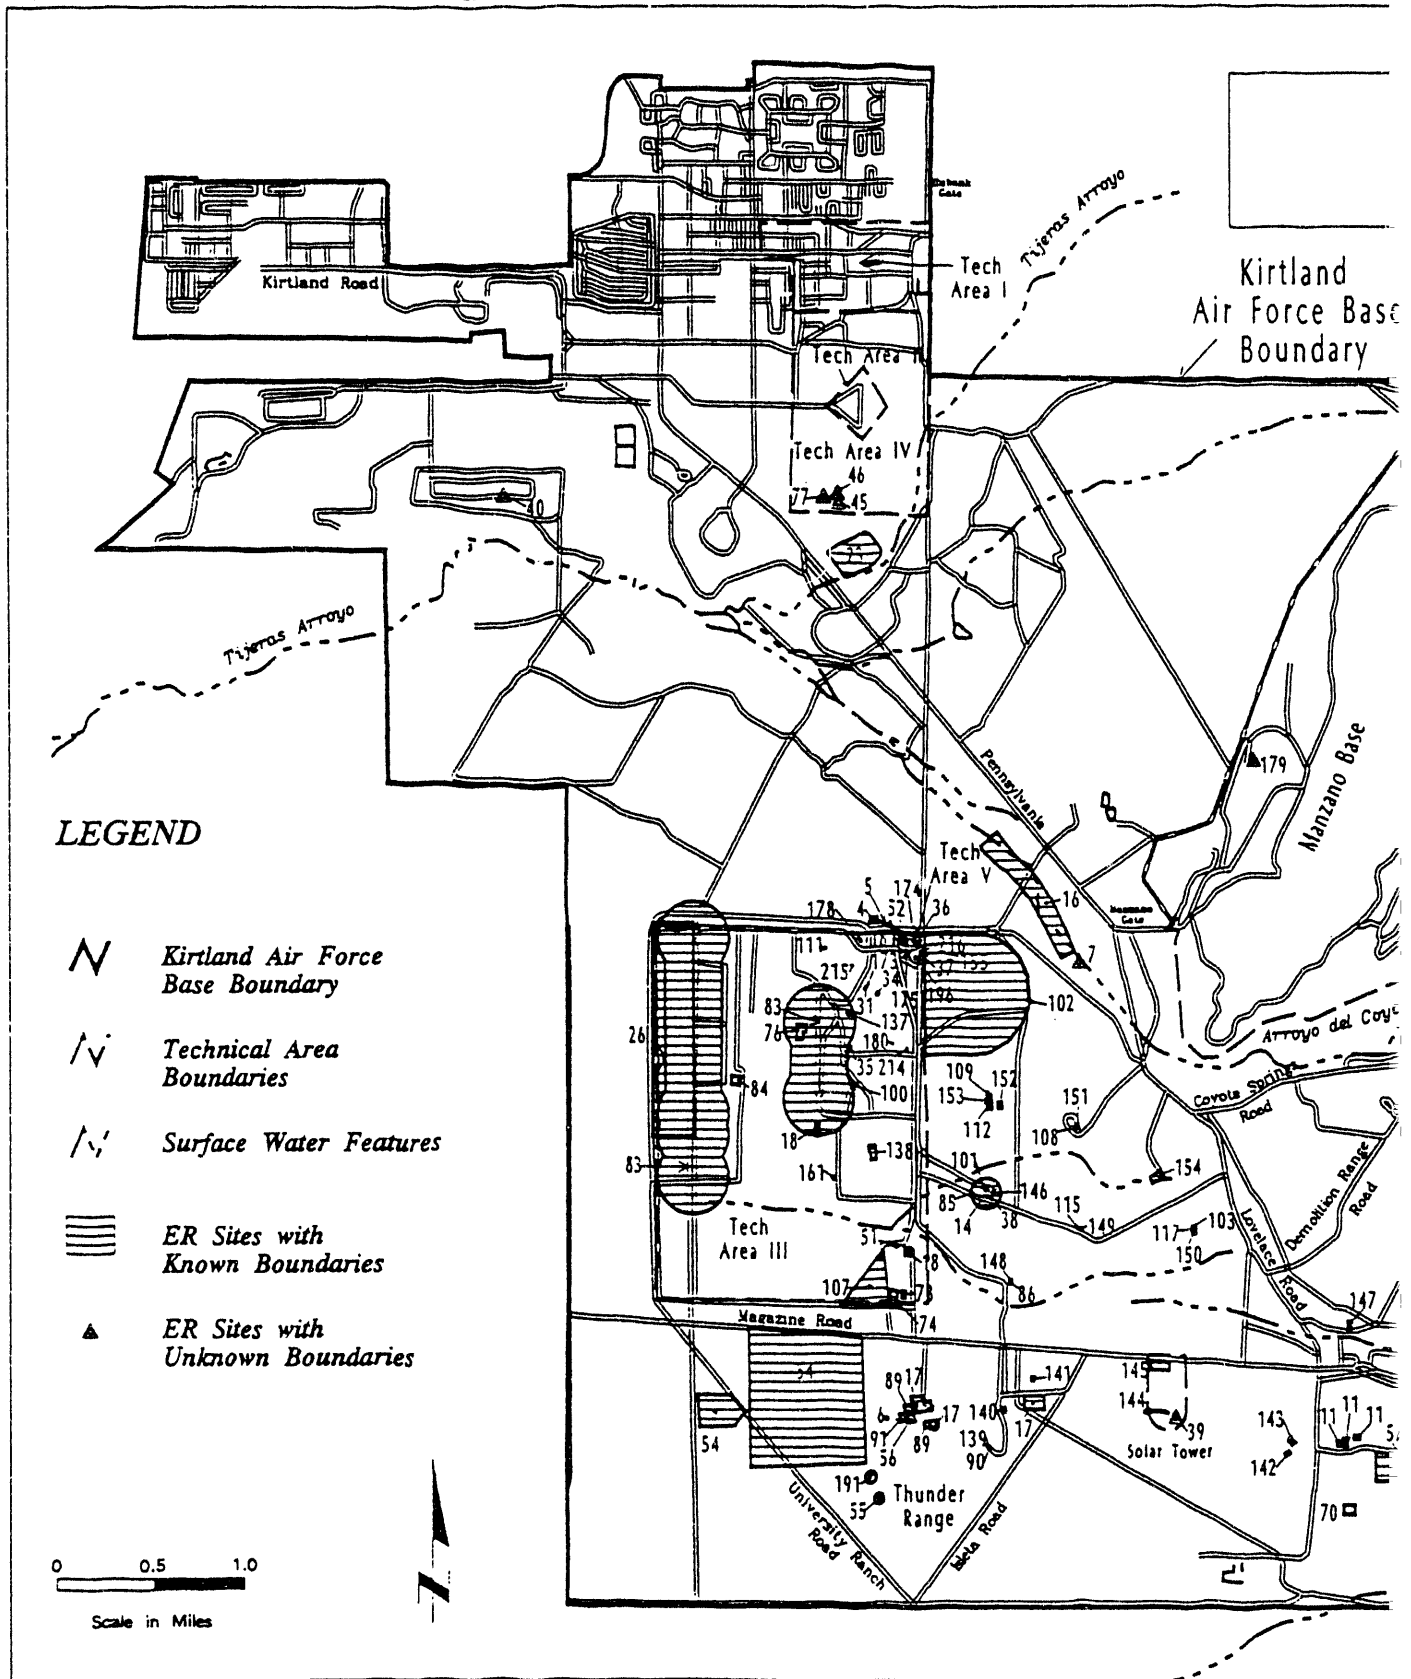 Tijeras Arroyo
Kirtland Road
Tech
Area I
Kirtland
Air Force Base
Boundary
Tech Area
Tech Area IV
46
77
45
40
Tijeras Arroyo
Pennsylvania
179
Manzano Base
LEGEND
Kirtland Air Force
Base Boundary
Technical Area
Boundaries
Surface Water Features
ER Sites with
Known Boundaries
ER Sites with
Unknown Boundaries
0 0.5 1.0
Scale in Miles
Tech
Area V
16
7
5
174
178
4
52
36
111
37
215
34
83
31
175
196
102
26
76
137
180
35
214
84
100
109
152
153
112
151
108
18
138
101
83
161
154
146
85
14
38
115
149
117
103
150
Tech
Area III
51
78
148
86
107
73
74
Magazine Road
Arroyo del Coy
Coyote Springs
Road
Demolition Range
Road
Lovelace
Road
147
54
54
17
89
6
17
91
89
56
140
139
90
141
17
145
144
39
Solar Tower
143
142
11
11
11
191
55
Thunder
Range
70
University Ranch
Road
Isleta Road